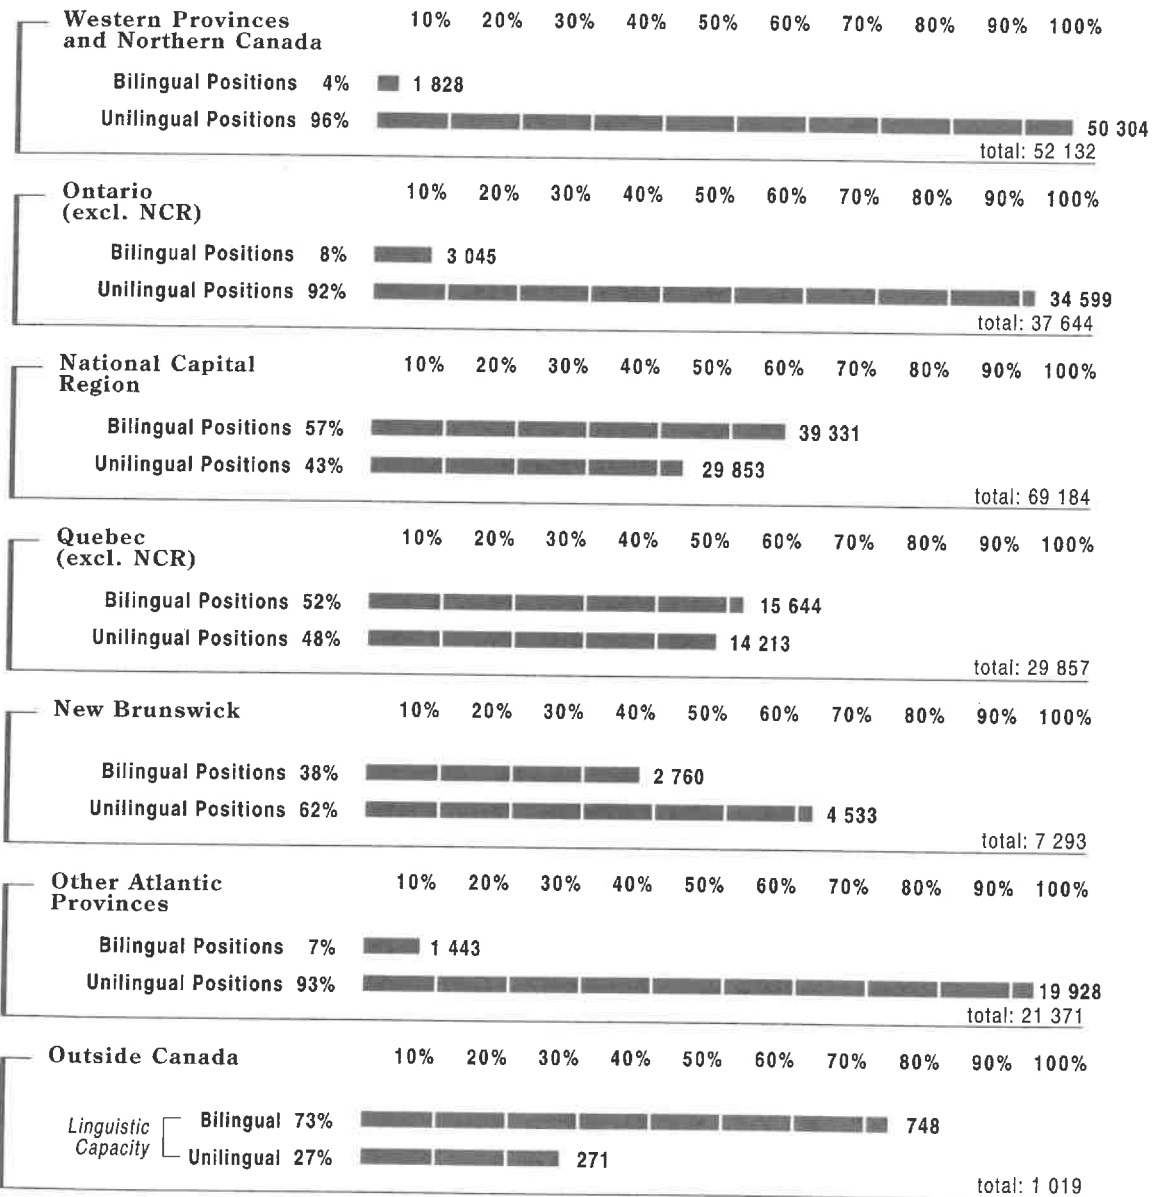 Western Provinces 10% 20% 30% 40% 50% 60% 70% 80% 90% 100%
and Northern Canada
Bilingual Positions 4% 1 828
Unilingual Positions 96% 50 304
total: 52 132
Ontario 10% 20% 30% 40% 50% 60% 70% 80% 90% 100%
(excl. NCR)
Bilingual Positions 8% 3 045
Unilingual Positions 92% 34 599
total: 37 644
National Capital 10% 20% 30% 40% 50% 60% 70% 80% 90% 100%
Region
Bilingual Positions 57% 39 331
Unilingual Positions 43% 29 853
total: 69 184
Quebec 10% 20% 30% 40% 50% 60% 70% 80% 90% 100%
(excl. NCR)
Bilingual Positions 52% 15 644
Unilingual Positions 48% 14 213
total: 29 857
New Brunswick 10% 20% 30% 40% 50% 60% 70% 80% 90% 100%
Bilingual Positions 38% 2 760
Unilingual Positions 62% 4 533
total: 7 293
Other Atlantic 10% 20% 30% 40% 50% 60% 70% 80% 90% 100%
Provinces
Bilingual Positions 7% 1 443
Unilingual Positions 93% 19 928
total: 21 371
Outside Canada 10% 20% 30% 40% 50% 60% 70% 80% 90% 100%
Linguistic Bilingual 73% 748
Capacity Unilingual 27% 271
total: 1 019